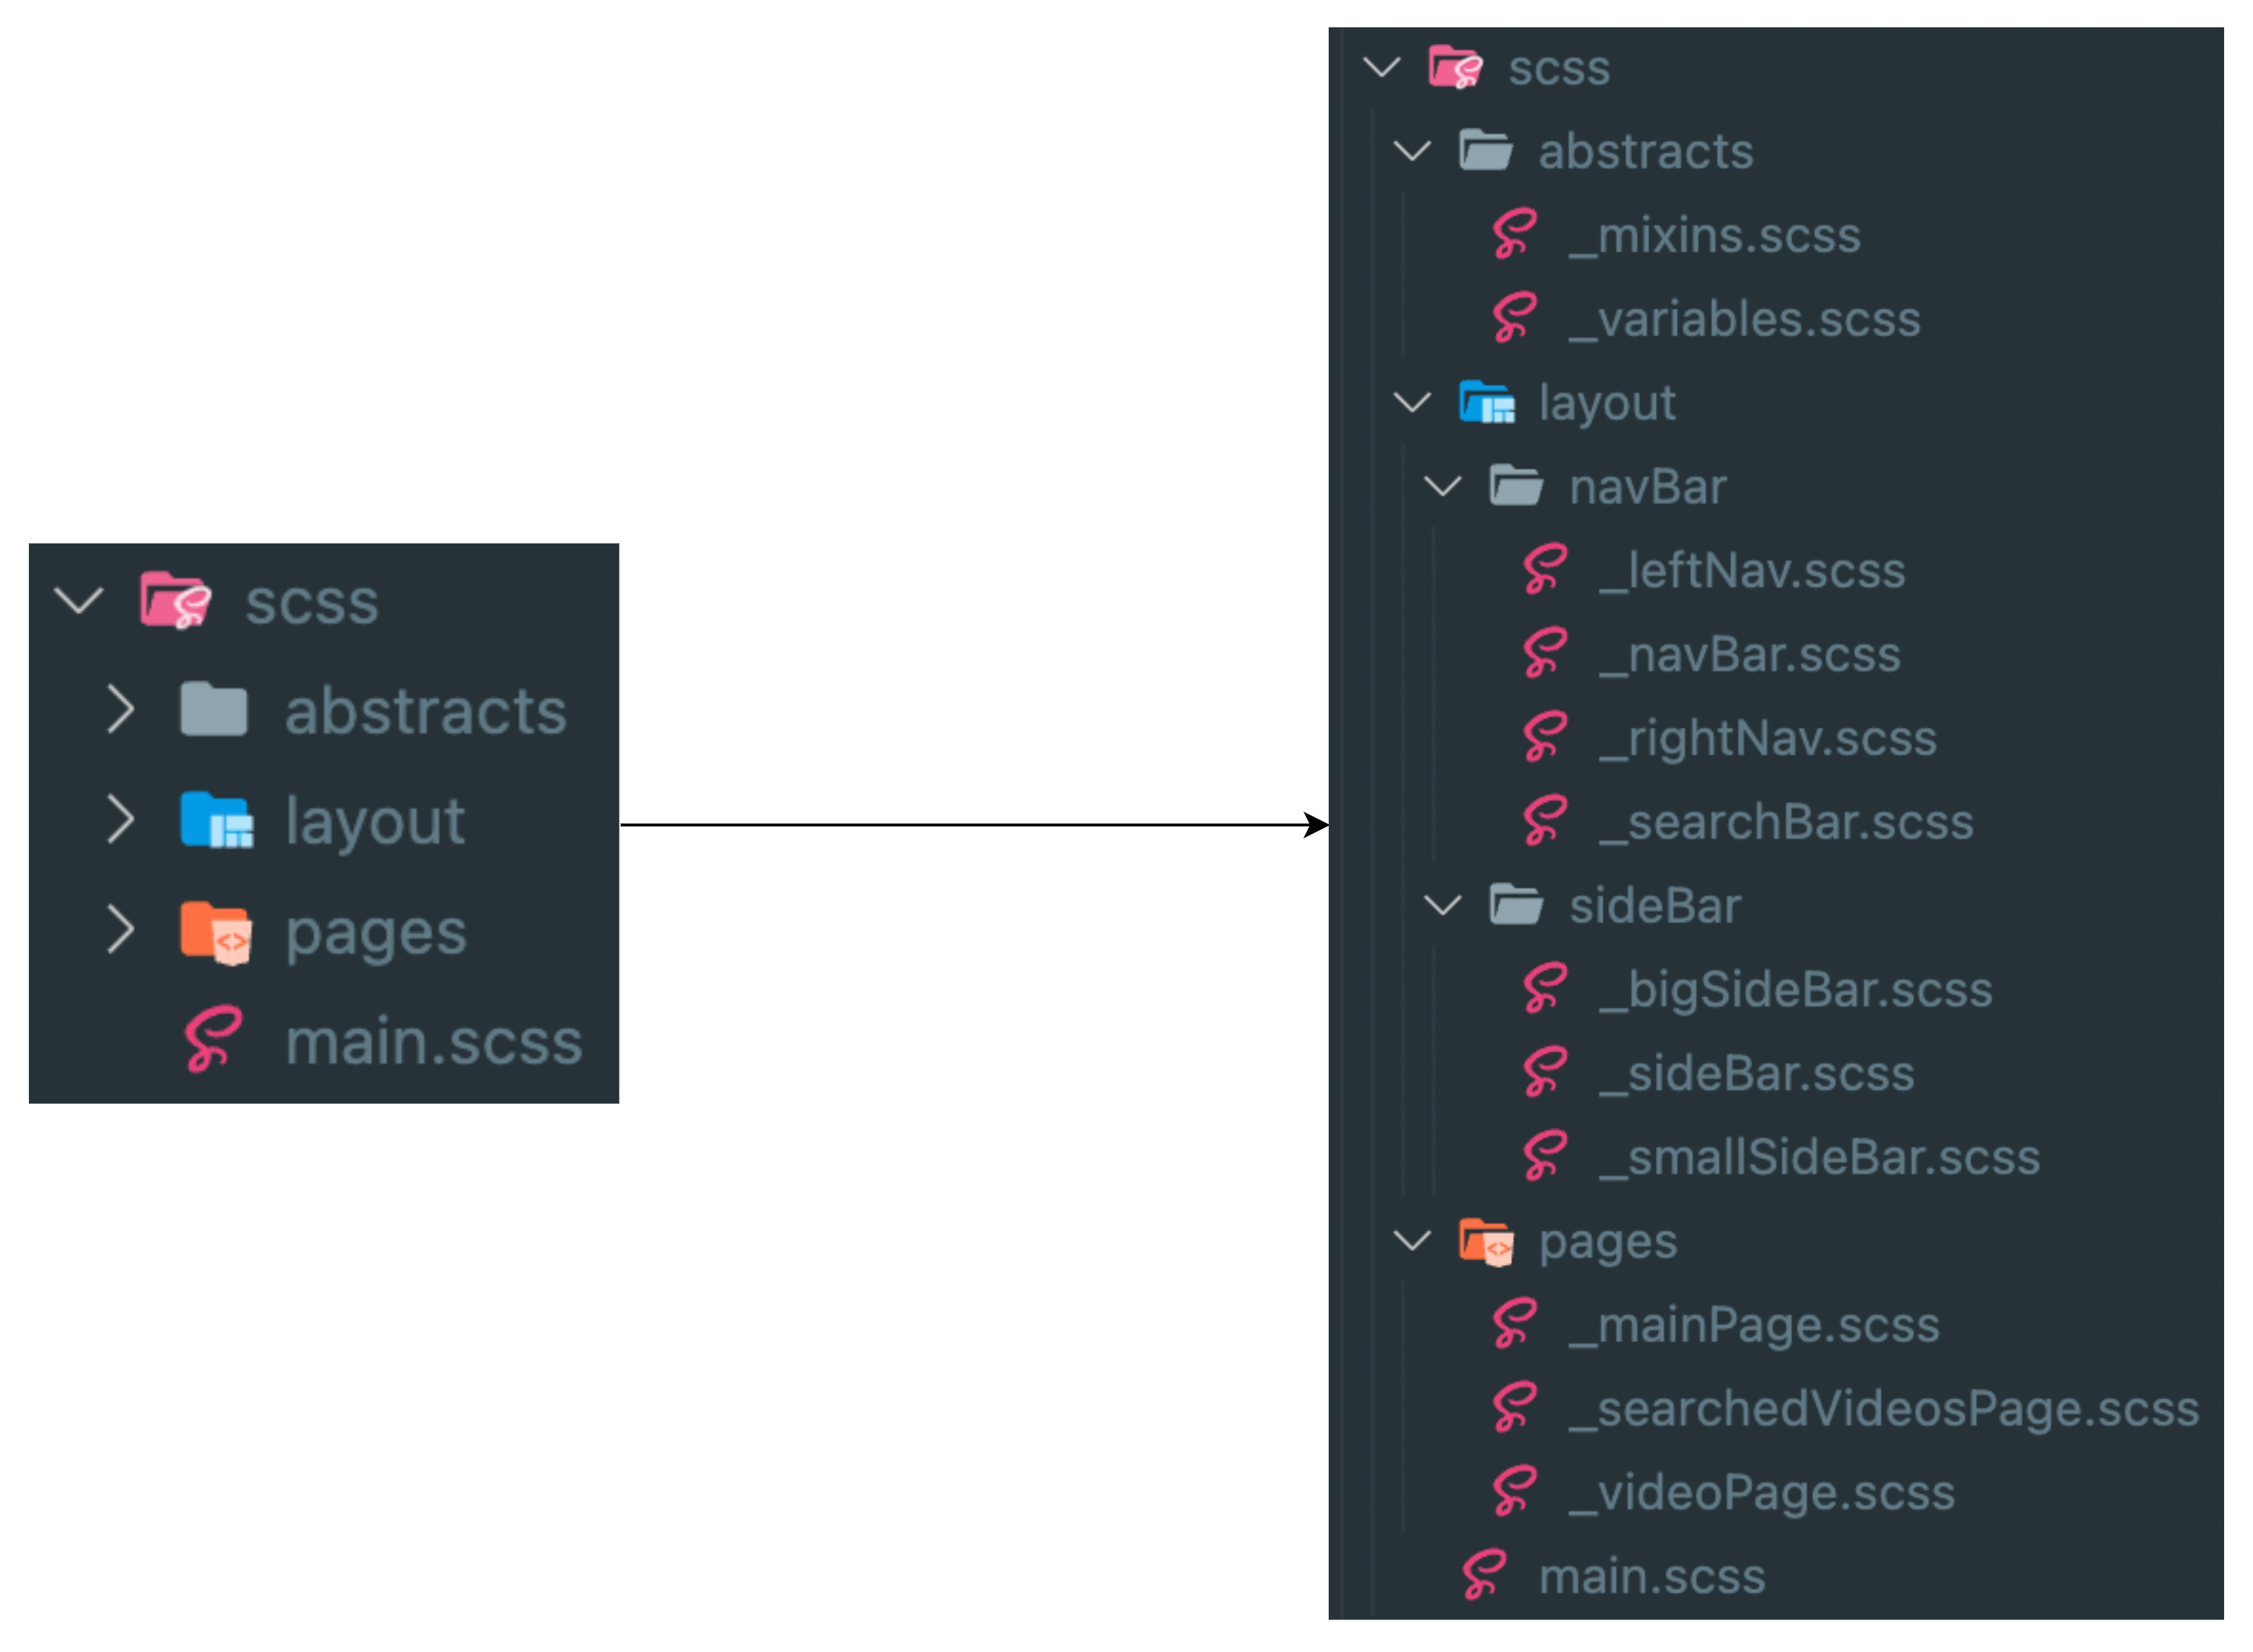 scss
abstracts
layout
pages
main.scss
scss
abstracts
_mixins.scss
_variables.scss
layout
navBar
_leftNav.scss
_navBar.scss
_rightNav.scss
_searchBar.scss
sideBar
_bigSideBar.scss
_sideBar.scss
_smallSideBar.scss
pages
_mainPage.scss
_searchedVideosPage.scss
_videoPage.scss
main.scss